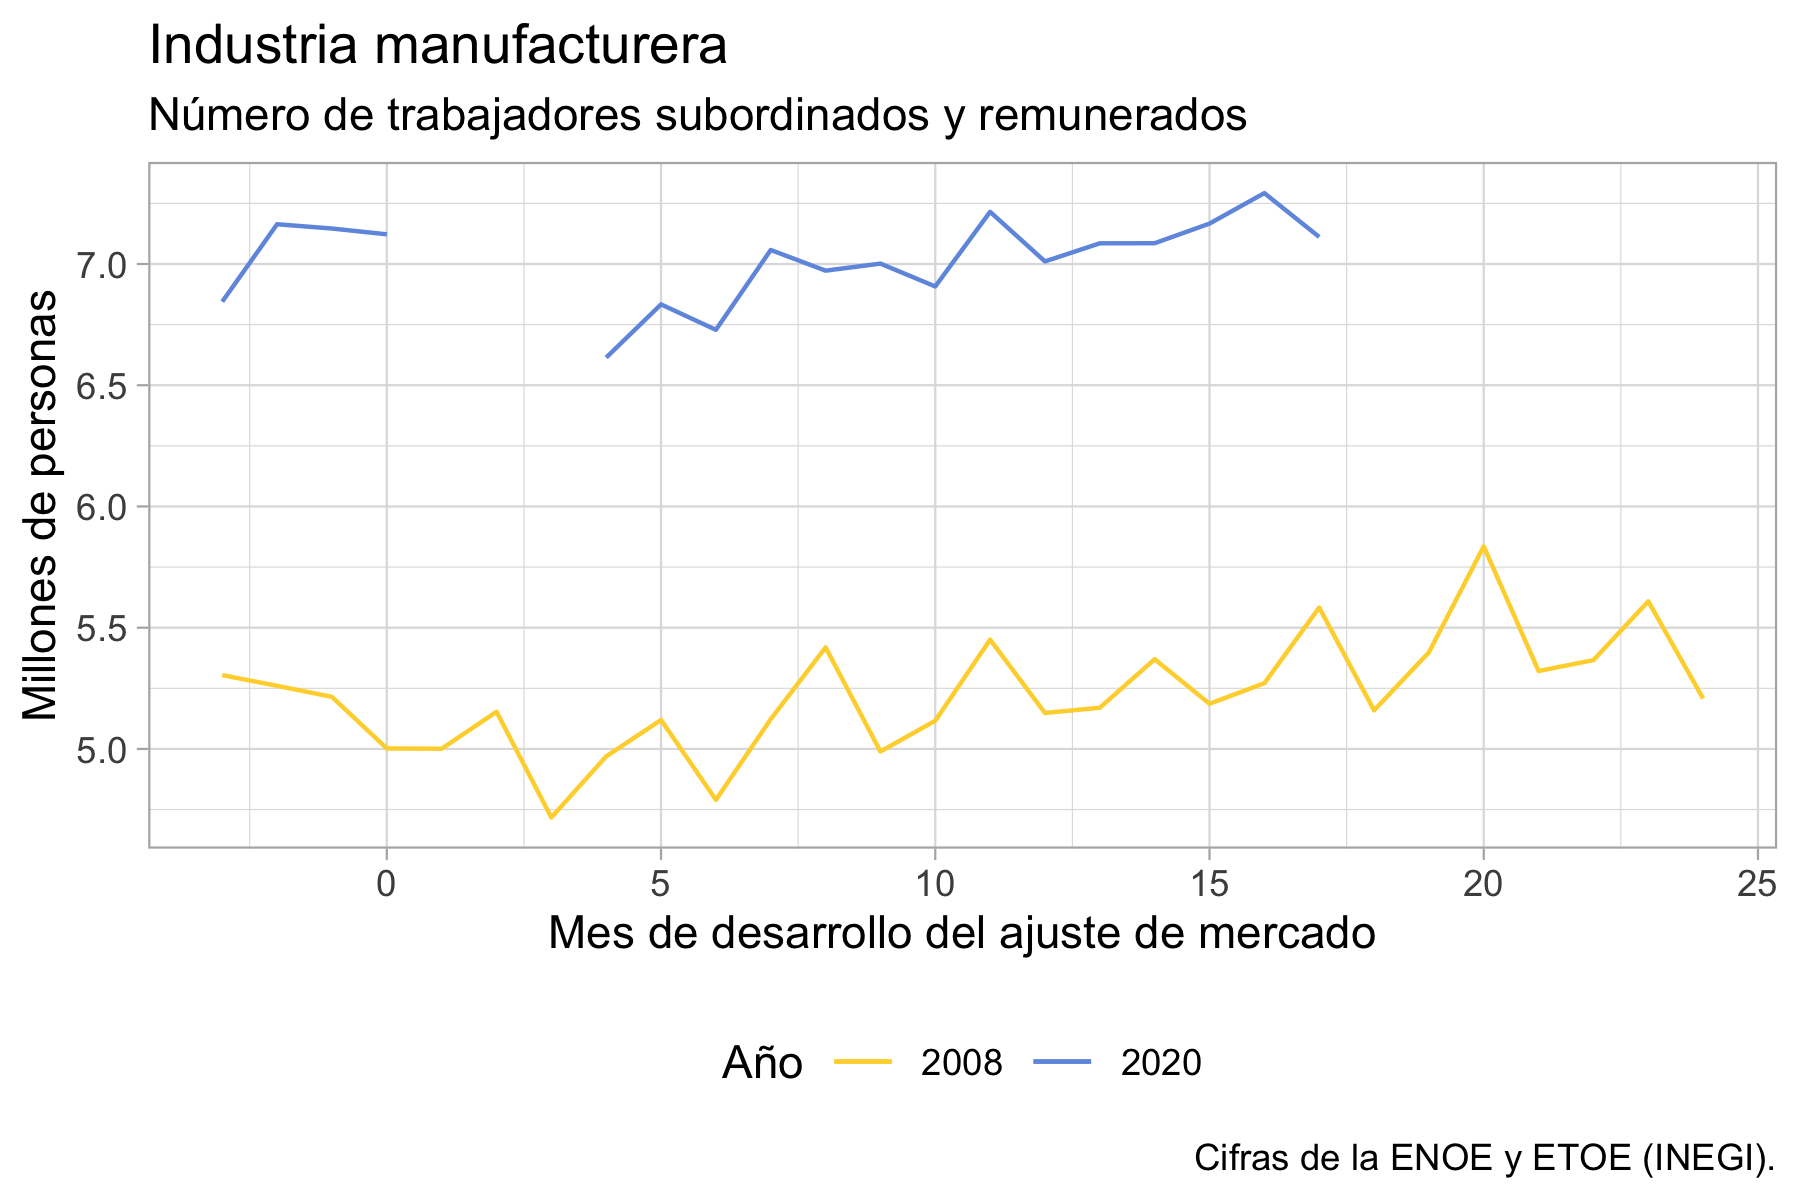 Industria manufacturera
Número de trabajadores subordinados y remunerados
Millones de personas
7.0
6.5
6.0
5.5
5.0
0 5 10 15 20 25
Mes de desarrollo del ajuste de mercado
Año 2008 2020
Cifras de la ENOE y ETOE (INEGI).